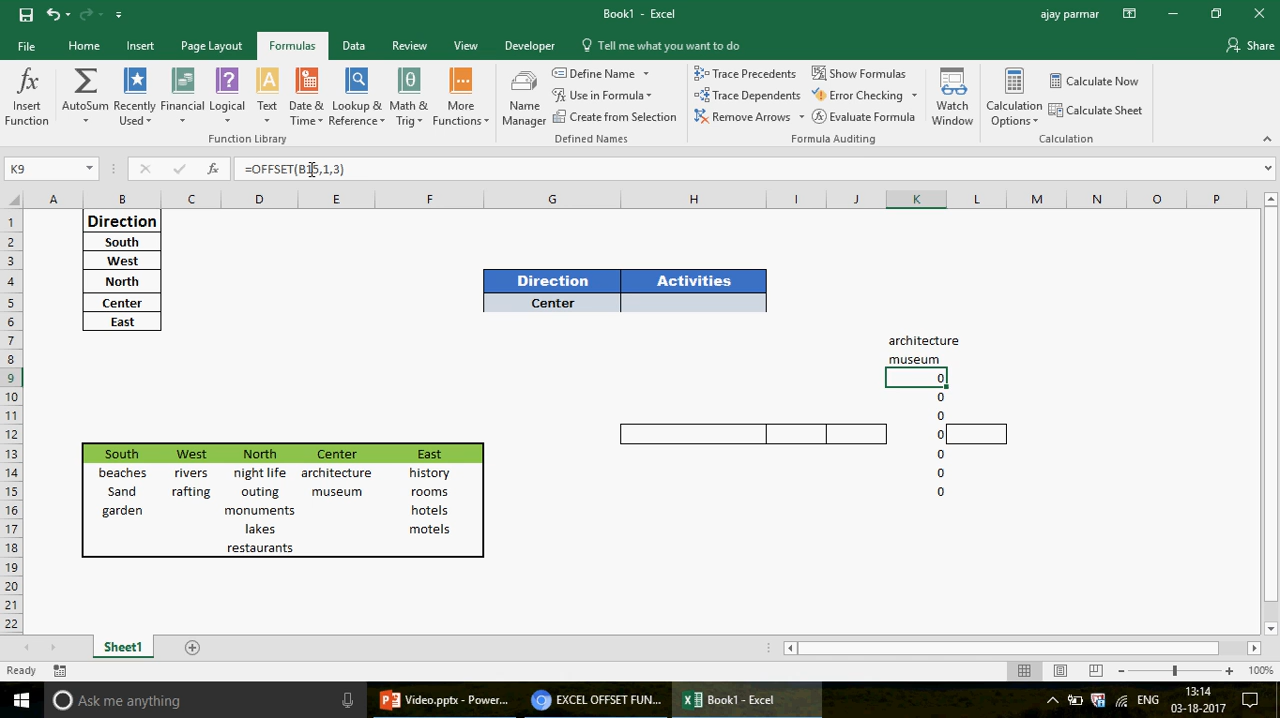 Book1 - Excel
ajay parmar
File
Home
Insert
Page Layout
Formulas
Data
Review
View
Developer
Tell me what you want to do
Share
Insert Function
AutoSum
Recently Used
Financial
Logical
Text
Date & Time
Lookup & Reference
Math & Trig
More Functions
Function Library
Name Manager
Define Name
Use in Formula
Create from Selection
Defined Names
Trace Precedents
Trace Dependents
Remove Arrows
Show Formulas
Error Checking
Evaluate Formula
Formula Auditing
Watch Window
Calculation Options
Calculate Now
Calculate Sheet
Calculation
K9
fx
=OFFSET(B15,1,3)
A B C D E F G H I J K L M N O P
1 Direction
2 South
3 West
4 North Direction Activities
5 Center Center
6 East
7 architecture
8 museum
9 0
10 0
11 0
12 0
13 South West North Center East 0
14 beaches rivers night life architecture history 0
15 Sand rafting outing museum rooms 0
16 garden monuments hotels
17 lakes motels
18 restaurants
19
20
21
22
Sheet1
Ready
100%
Ask me anything
Video.pptx - Power...
EXCEL OFFSET FUN...
Book1 - Excel
ENG
13:14
03-18-2017